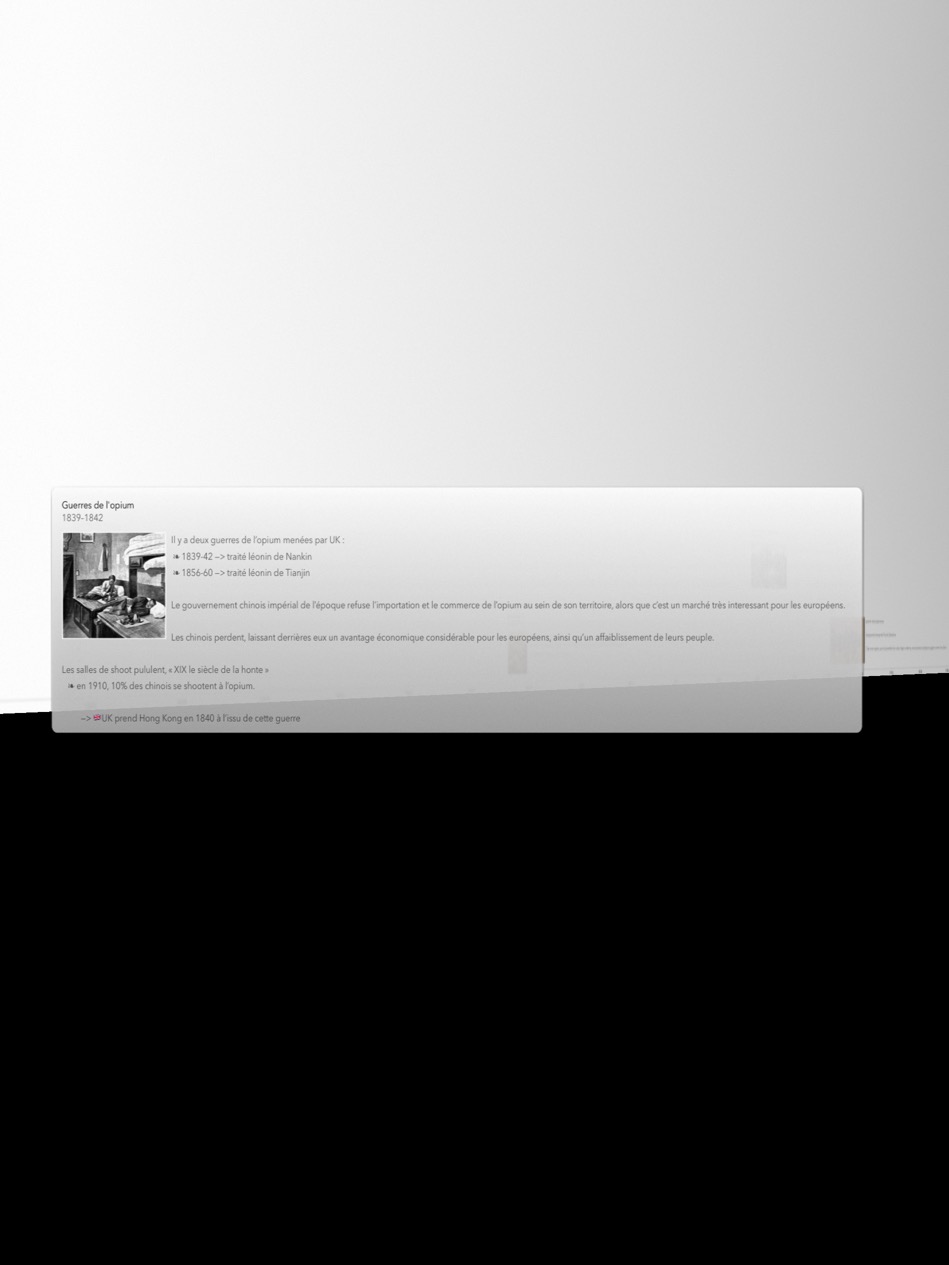 Guerres de l'opium
1839-1842
Il y a deux guerres de l'opium menées par UK :
❧ 1839-42 –> traité léonin de Nankin
❧ 1856-60 –> traité léonin de Tianjin
Le gouvernement chinois impérial de l'époque refuse l'importation et le commerce de l'opium au sein de son territoire, alors que c'est un marché très interessant pour les européens.
Les chinois perdent, laissant derrières eux un avantage économique considérable pour les européens, ainsi qu'un affaiblissement de leurs peuple.
Les salles de shoot pululent, « XIX le siècle de la honte »
❧ en 1910, 10% des chinois se shootent à l'opium.
–> 🇬🇧UK prend Hong Kong en 1840 à l'issu de cette guerre